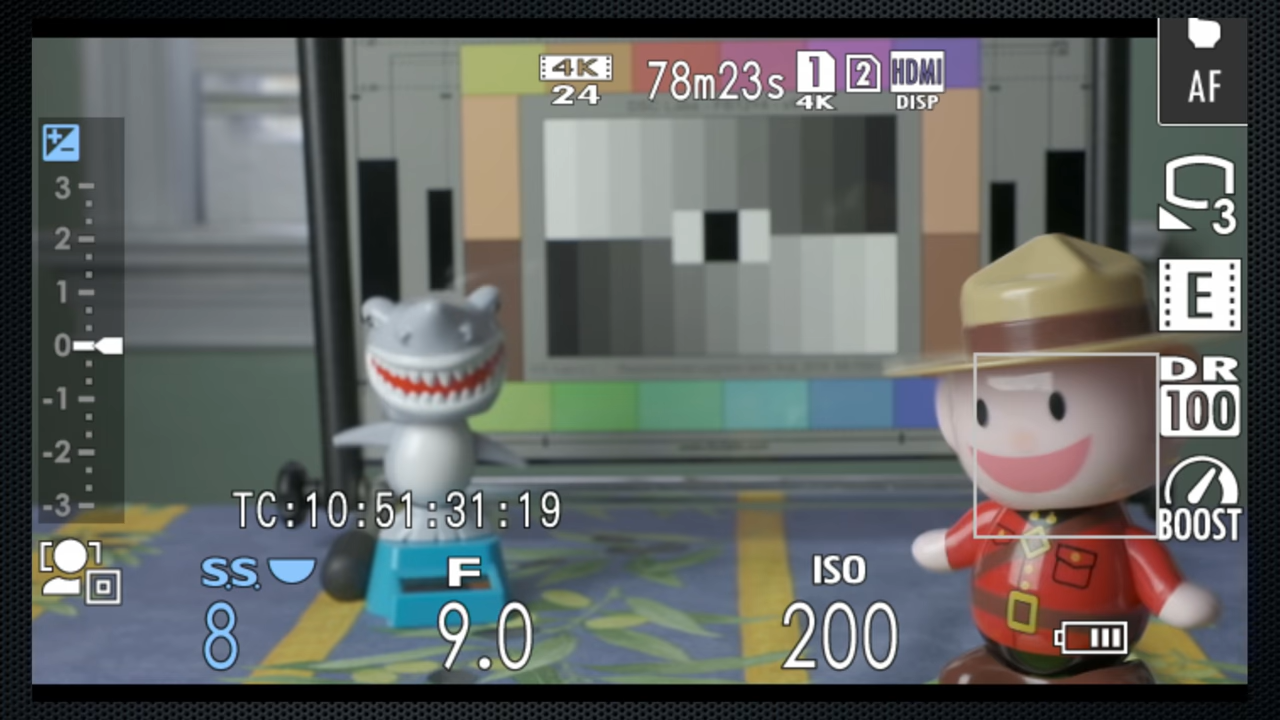 4K 24 78m23s 1 4K 2 HDMI DISP
AF
3
3
2
1
0
-1
-2
-3
E
DR 100
BOOST
TC:10:51:31:19
S.S. 8
F 9.0
ISO 200